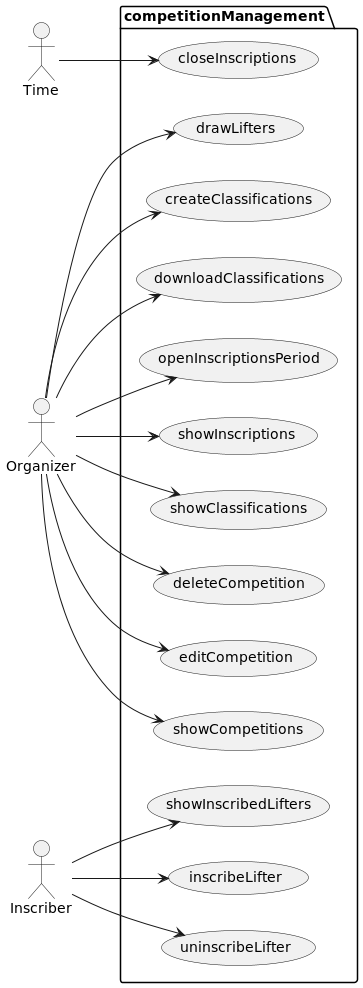 competitionManagement
closeInscriptions
Time
drawLifters
createClassifications
downloadClassifications
openInscriptionsPeriod
showInscriptions
Organizer
showClassifications
deleteCompetition
editCompetition
showCompetitions
showInscribedLifters
inscribeLifter
Inscriber
uninscribeLifter